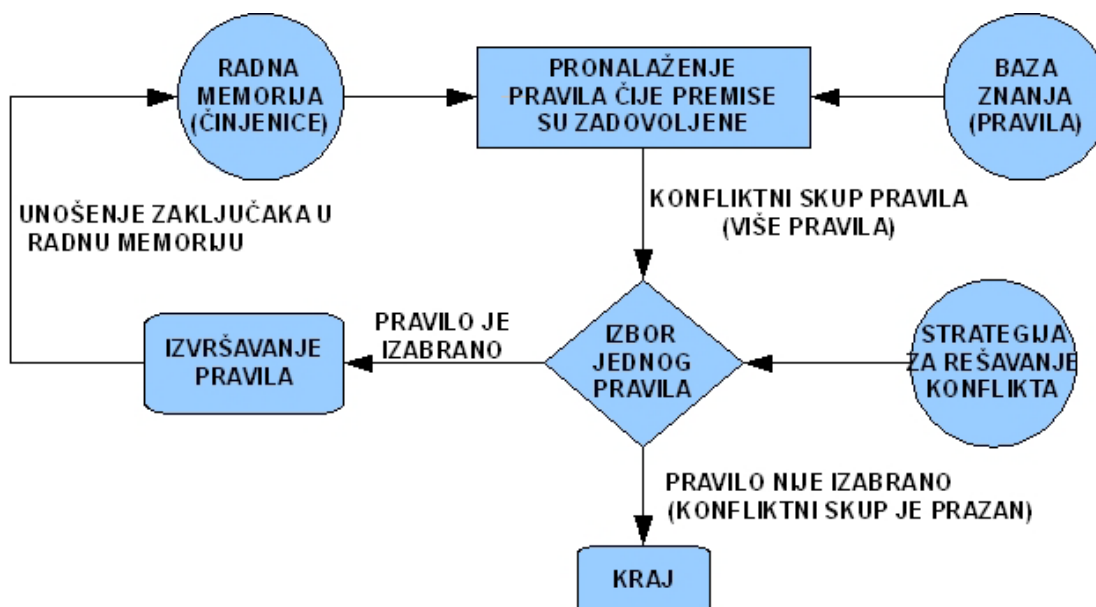 RADNA
MEMORIJA
(ČINJENICE)
PRONALAŽENJE
PRAVILA ČIJE PREMISE
SU ZADOVOLJENE
BAZA
ZNANJA
(PRAVILA)
UNOŠENJE ZAKLJUČAKA U
RADNU MEMORIJU
KONFLIKTNI SKUP PRAVILA
(VIŠE PRAVILA)
IZVRŠAVANJE
PRAVILA
PRAVILO JE
IZABRANO
IZBOR
JEDNOG
PRAVILA
STRATEGIJA
ZA REŠAVANJE
KONFLIKTA
PRAVILO NIJE IZABRANO
(KONFLIKTNI SKUP JE PRAZAN)
KRAJ